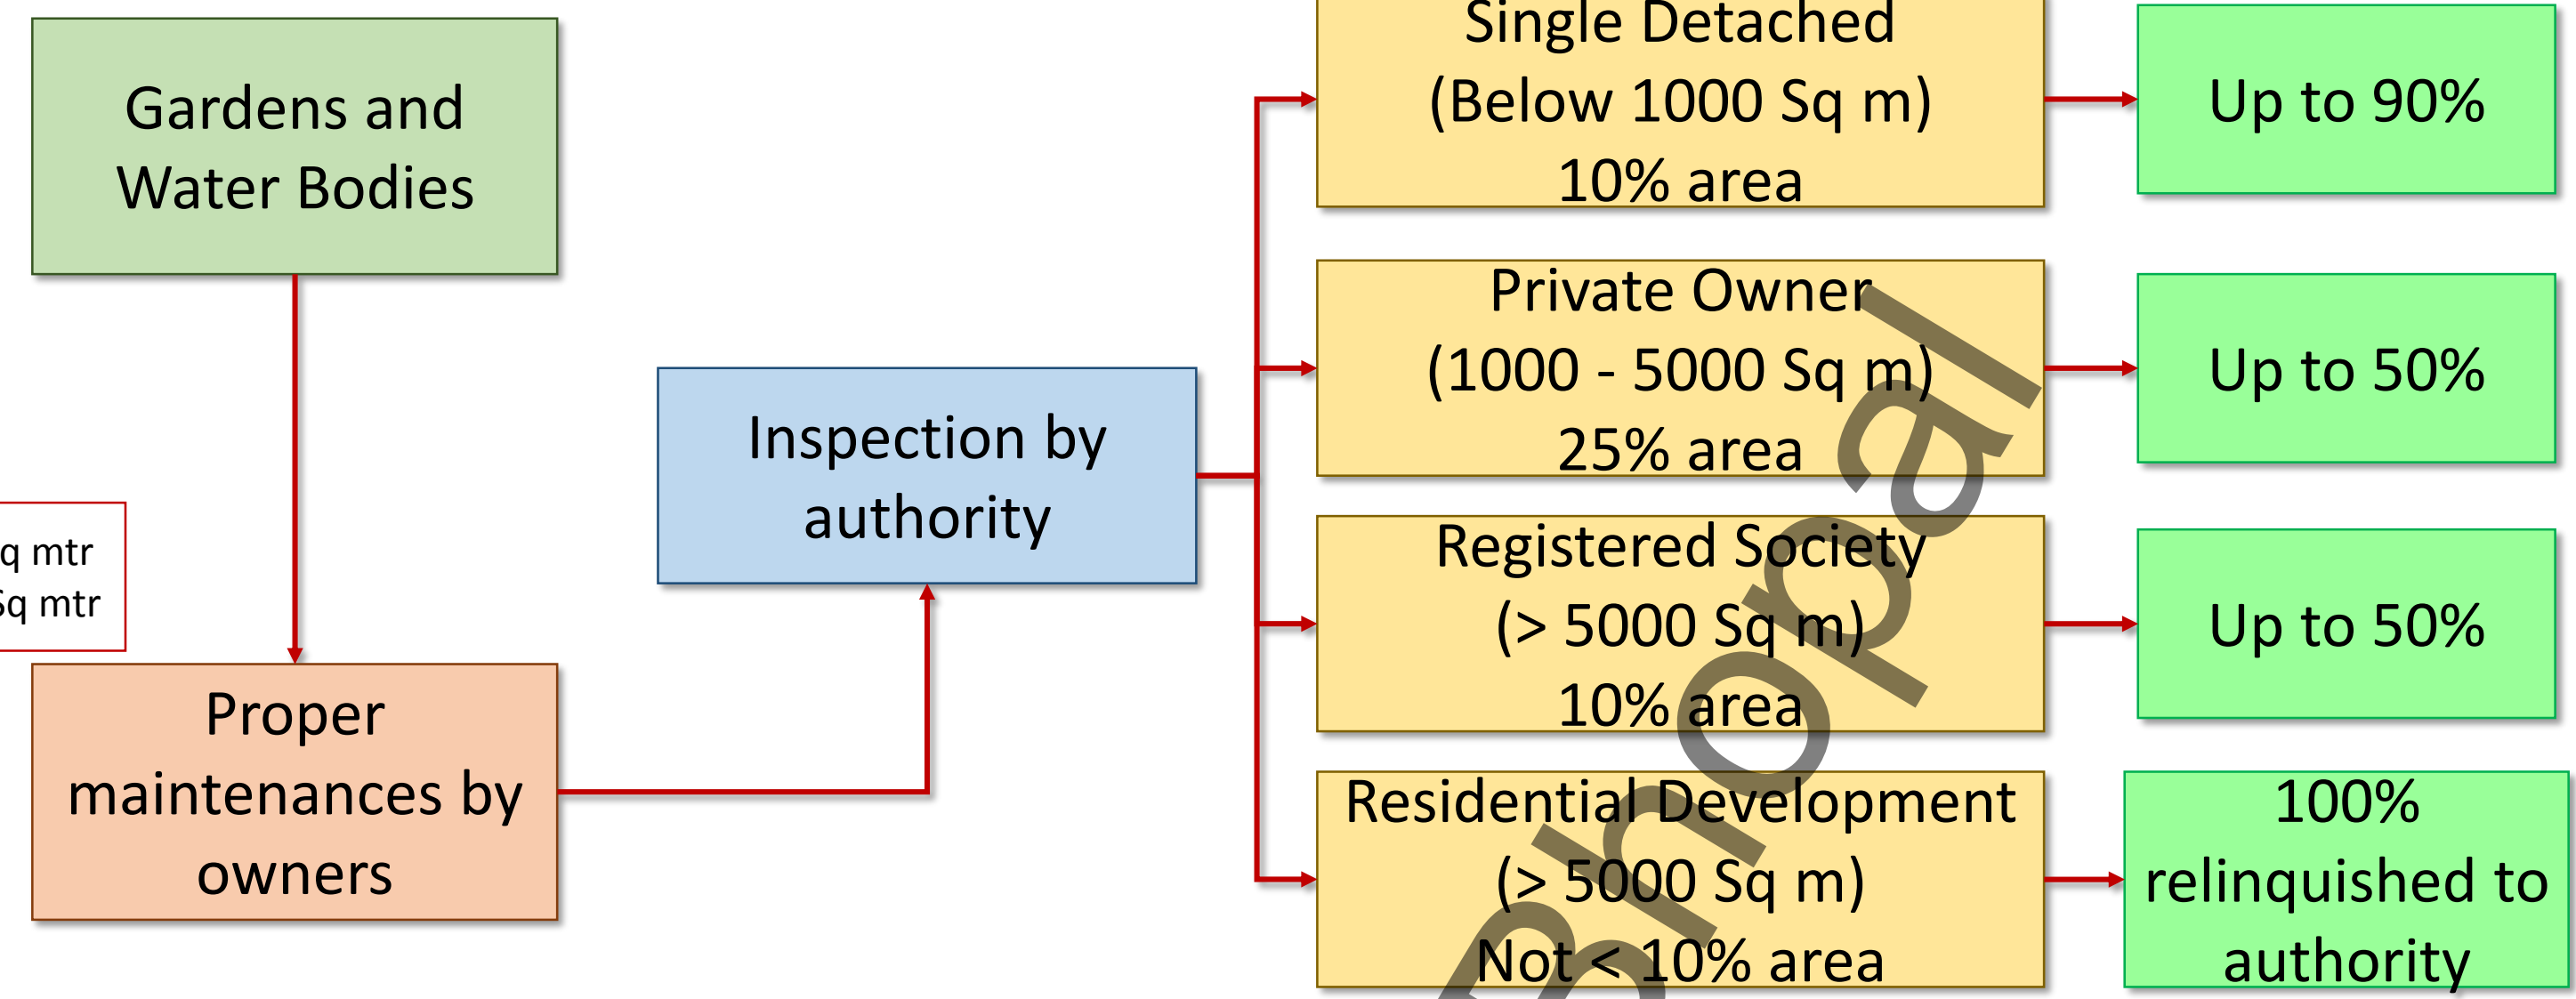 Gardens and
Water Bodies
q mtr
Sq mtr
Proper
maintenances by
owners
Inspection by
authority
Single Detached
(Below 1000 Sq m)
10% area
Up to 90%
Private Owner
(1000 - 5000 Sq m)
25% area
Up to 50%
Registered Society
(> 5000 Sq m)
10% area
Up to 50%
Residential Development
(> 5000 Sq m)
Not < 10% area
100%
relinquished to
authority
Bhopal